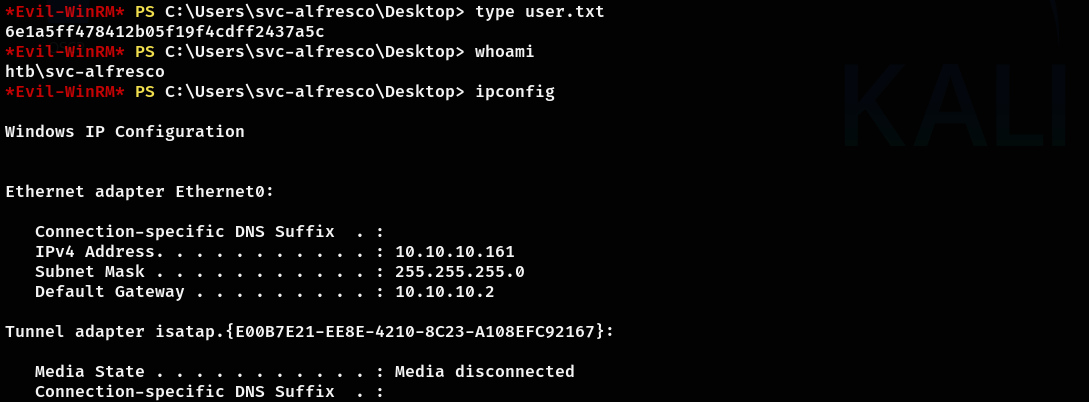 *Evil-WinRM* PS C:\Users\svc-alfresco\Desktop> type user.txt
6e1a5ff478412b05f19f4cdff2437a5c
*Evil-WinRM* PS C:\Users\svc-alfresco\Desktop> whoami
htb\svc-alfresco
*Evil-WinRM* PS C:\Users\svc-alfresco\Desktop> ipconfig
KALI
Windows IP Configuration
Ethernet adapter Ethernet0:
   Connection-specific DNS Suffix  . :
   IPv4 Address. . . . . . . . . . . : 10.10.10.161
   Subnet Mask . . . . . . . . . . . : 255.255.255.0
   Default Gateway . . . . . . . . . : 10.10.10.2
Tunnel adapter isatap.{E00B7E21-EE8E-4210-8C23-A108EFC92167}:
   Media State . . . . . . . . . . . : Media disconnected
   Connection-specific DNS Suffix  . :